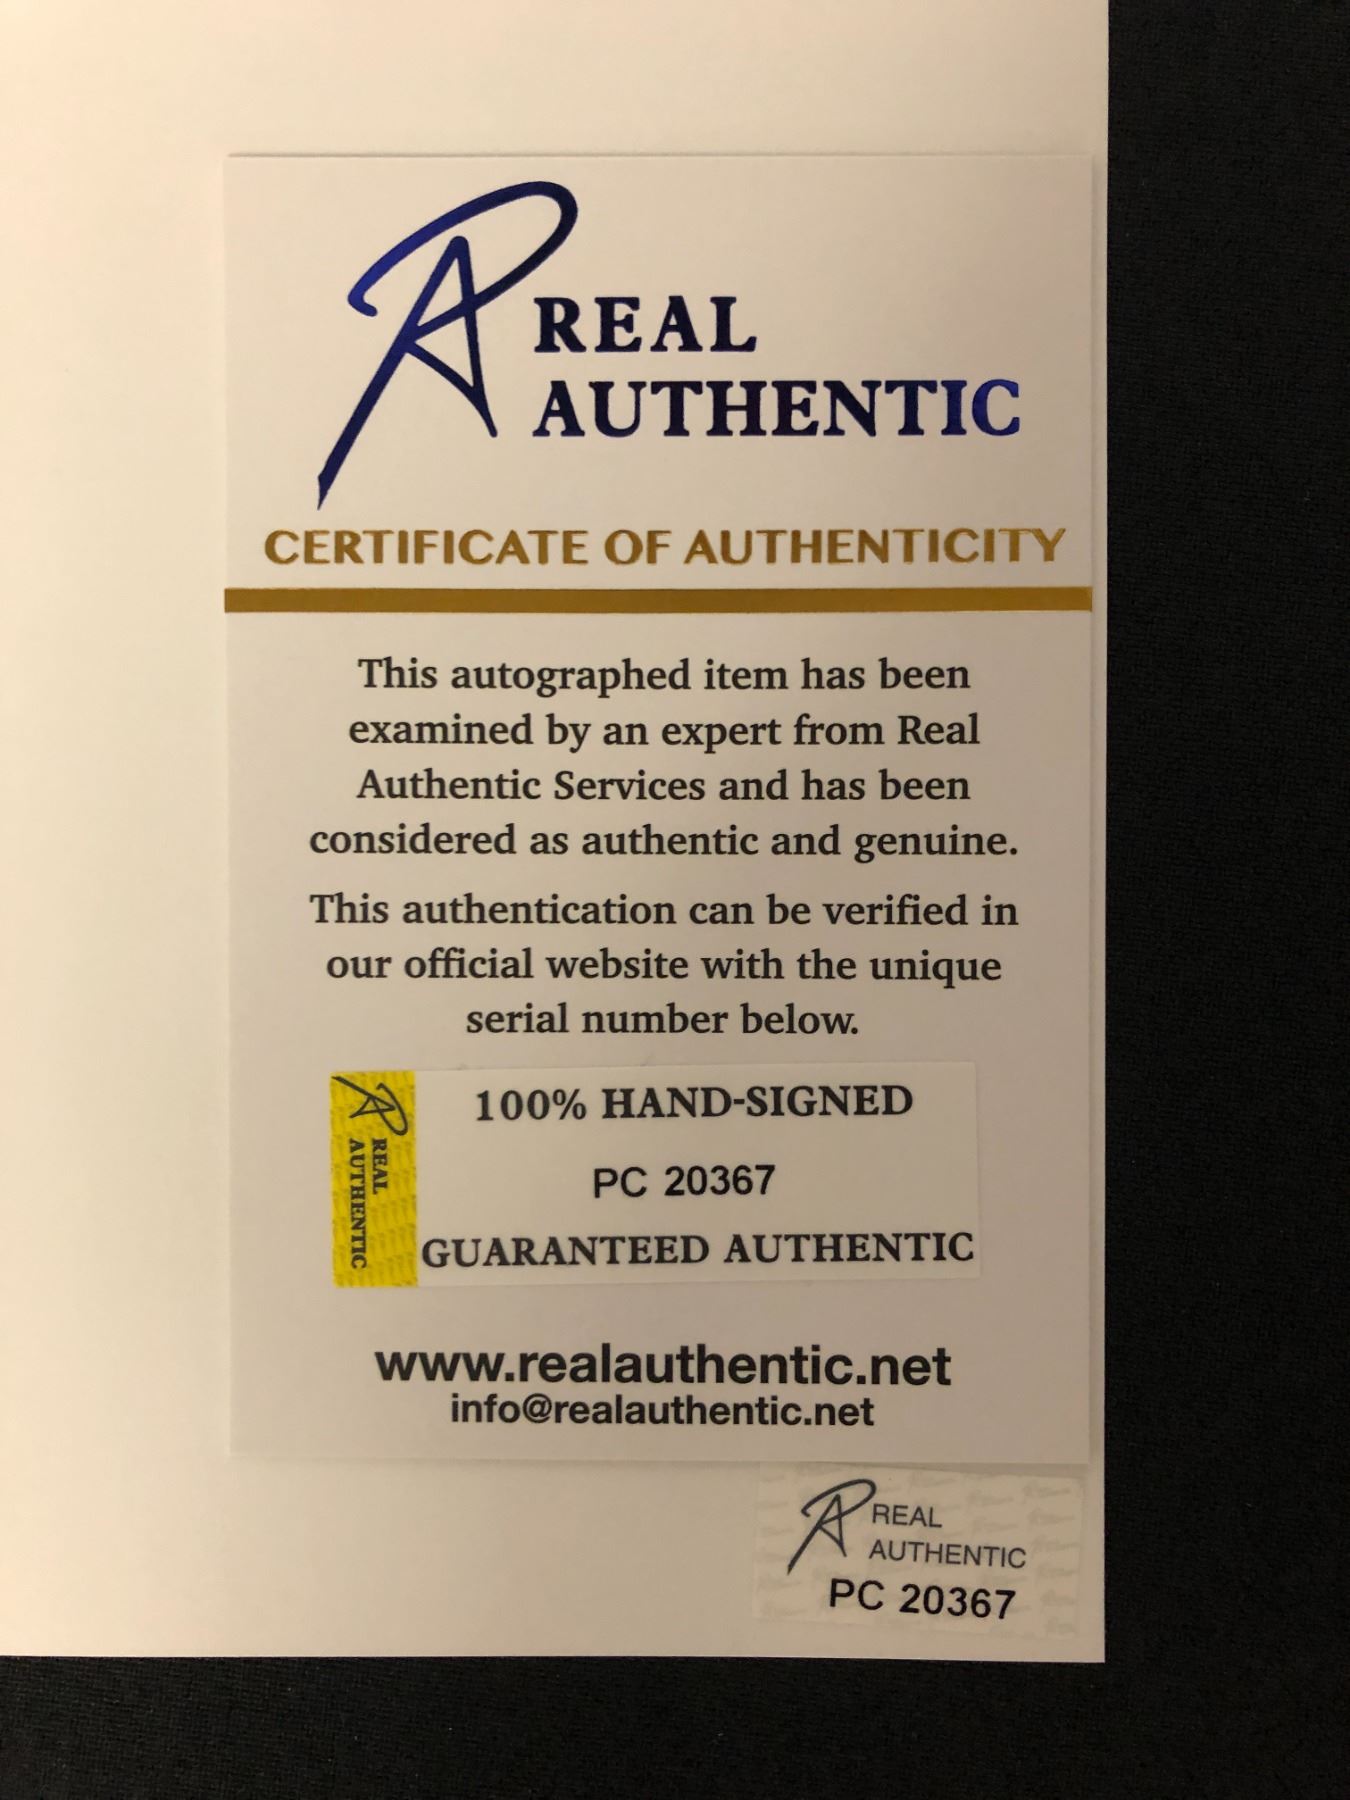 REAL
AUTHENTIC
CERTIFICATE OF AUTHENTICITY
This autographed item has been
examined by an expert from Real
Authentic Services and has been
considered as authentic and genuine.
This authentication can be verified in
our official website with the unique
serial number below.
REAL
AUTHENTIC
100% HAND-SIGNED
PC 20367
GUARANTEED AUTHENTIC
www.realauthentic.net
info@realauthentic.net
REAL
AUTHENTIC
PC 20367